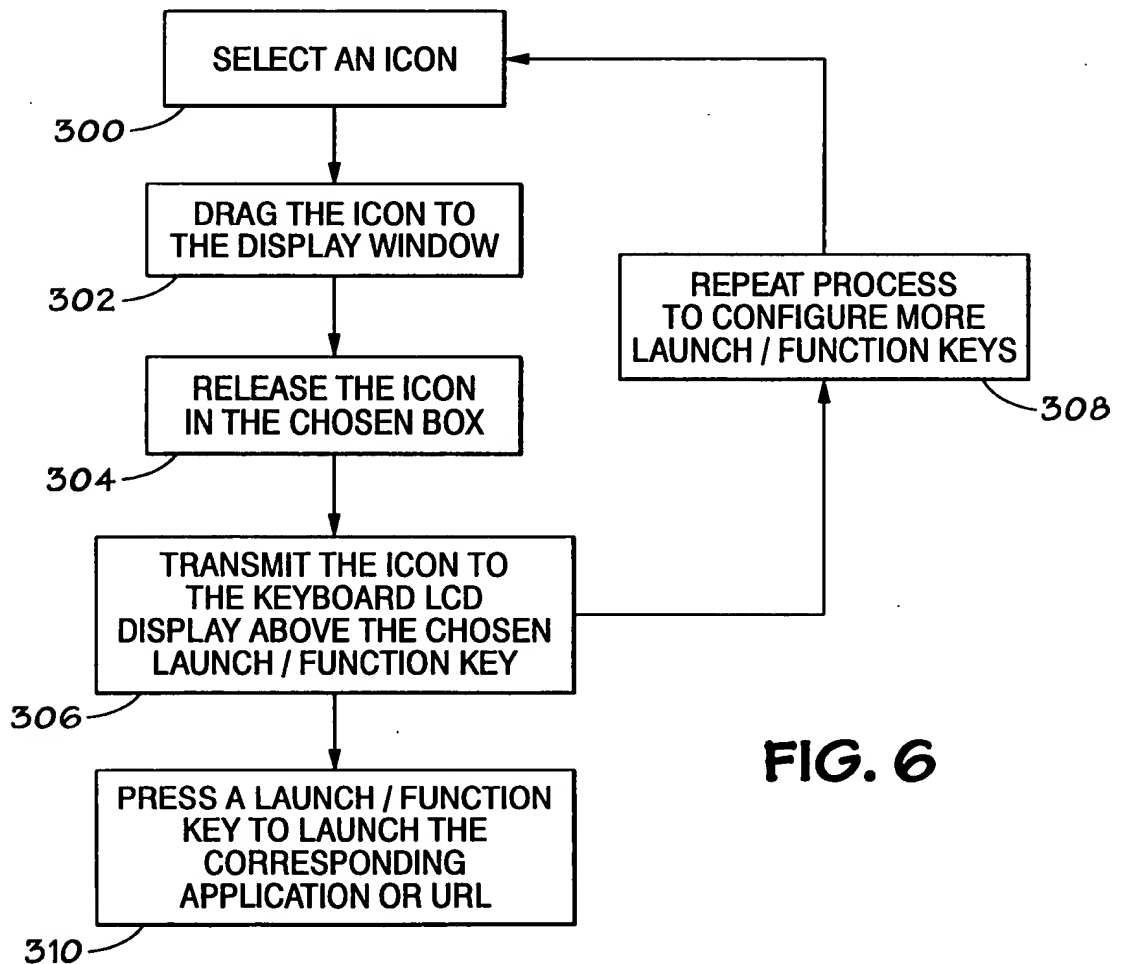 SELECT AN ICON
300
DRAG THE ICON TO
THE DISPLAY WINDOW
302
RELEASE THE ICON
IN THE CHOSEN BOX
304
TRANSMIT THE ICON TO
THE KEYBOARD LCD
DISPLAY ABOVE THE CHOSEN
LAUNCH / FUNCTION KEY
306
REPEAT PROCESS
TO CONFIGURE MORE
LAUNCH / FUNCTION KEYS
308
PRESS A LAUNCH / FUNCTION
KEY TO LAUNCH THE
CORRESPONDING
APPLICATION OR URL
310
FIG. 6